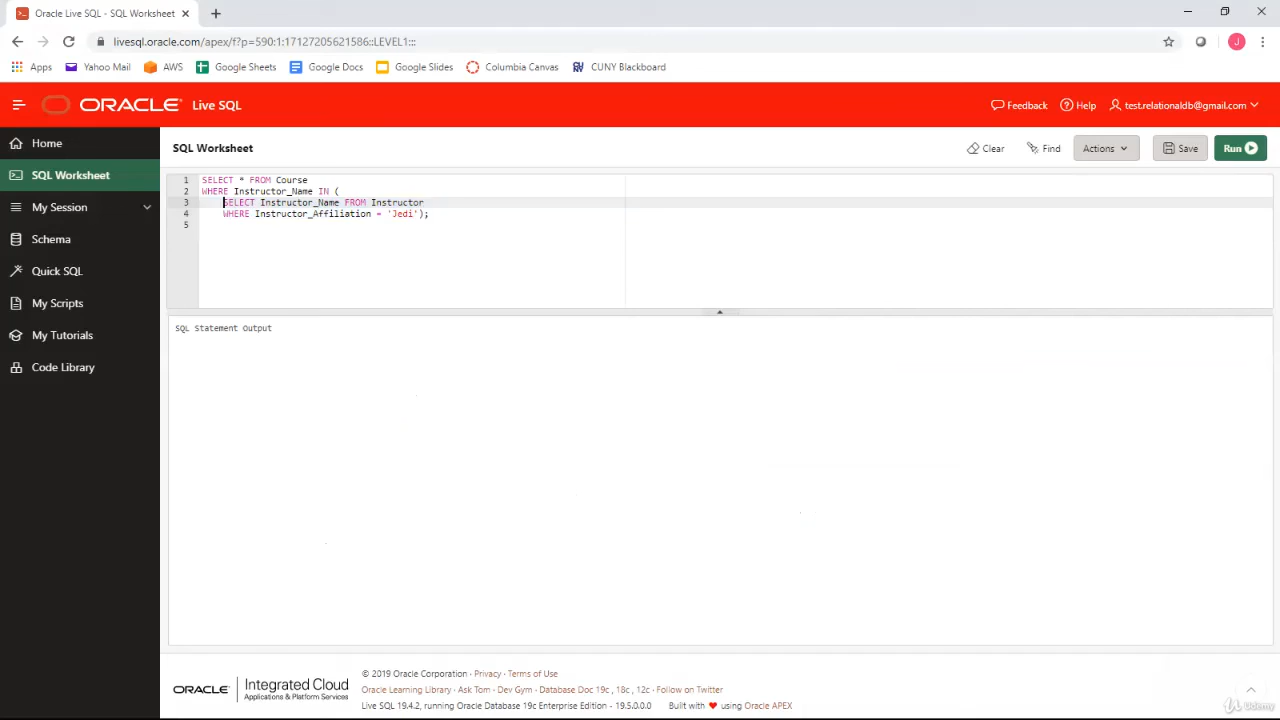 Oracle Live SQL - SQL Worksheet
livesql.oracle.com/apex/f?p=590:1:17127205621586::LEVEL1:::
J
Apps Yahoo Mail AWS Google Sheets Google Docs Google Slides Columbia Canvas CUNY Blackboard
ORACLE Live SQL Feedback Help test.relationaldb@gmail.com
Home
SQL Worksheet
My Session
Schema
Quick SQL
My Scripts
My Tutorials
Code Library
SQL Worksheet Clear Find Actions Save Run
1 SELECT * FROM Course
2 WHERE Instructor_Name IN (
3 SELECT Instructor_Name FROM Instructor
4 WHERE Instructor_Affiliation = 'Jedi');
5
SQL Statement Output
ORACLE Integrated Cloud
Applications & Platform Services
© 2019 Oracle Corporation · Privacy · Terms of Use
Oracle Learning Library · Ask Tom · Dev Gym · Database Doc 19c, 18c, 12c · Follow on Twitter
Live SQL 19.4.2, running Oracle Database 19c Enterprise Edition - 19.5.0.0.0 Built with ♥ using Oracle APEX
Udemy